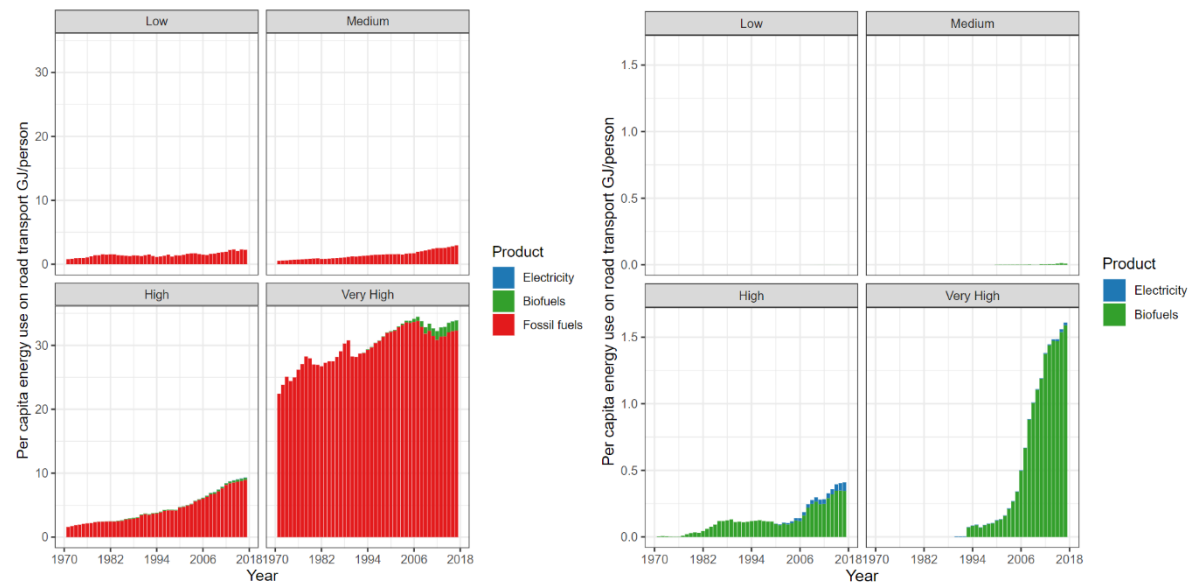 Low
Medium
30
20
10
0
High
Very High
30
20
10
0
1970
1982
1994
2006
2018
1970
1982
1994
2006
2018
Year
Per capita energy use on road transport GJ/person
Product
Electricity
Biofuels
Fossil fuels
Low
Medium
1.5
1.0
0.5
0.0
High
Very High
1.5
1.0
0.5
0.0
1970
1982
1994
2006
2018
1970
1982
1994
2006
2018
Year
Per capita energy use on road transport GJ/person
Product
Electricity
Biofuels